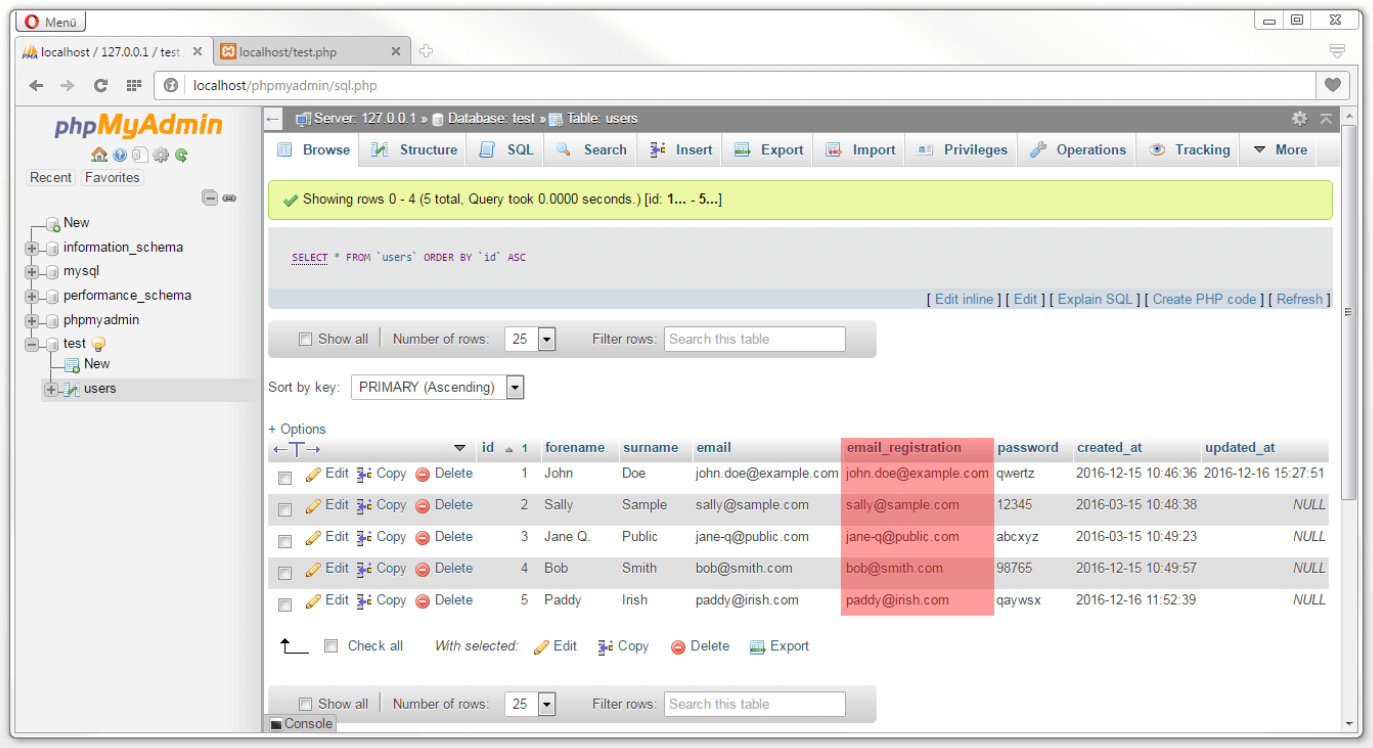 Menü
localhost / 127.0.0.1 / test
localhost/test.php
localhost/phpmyadmin/sql.php
phpMyAdmin
Recent Favorites
New
information_schema
mysql
performance_schema
phpmyadmin
test
New
users
Server: 127.0.0.1 » Database: test » Table: users
Browse Structure SQL Search Insert Export Import Privileges Operations Tracking More
Showing rows 0 - 4 (5 total, Query took 0.0000 seconds.) [id: 1... - 5...]
SELECT * FROM `users` ORDER BY `id` ASC
[ Edit inline ] [ Edit ] [ Explain SQL ] [ Create PHP code ] [ Refresh ]
Show all Number of rows: 25 Filter rows: Search this table
Sort by key: PRIMARY (Ascending)
+ Options
←T→ id 1 forename surname email email_registration password created_at updated_at
Edit Copy Delete 1 John Doe john.doe@example.com john.doe@example.com qwertz 2016-12-15 10:46:36 2016-12-16 15:27:51
Edit Copy Delete 2 Sally Sample sally@sample.com sally@sample.com 12345 2016-03-15 10:48:38 NULL
Edit Copy Delete 3 Jane Q. Public jane-q@public.com jane-q@public.com abcxyz 2016-03-15 10:49:23 NULL
Edit Copy Delete 4 Bob Smith bob@smith.com bob@smith.com 98765 2016-12-15 10:49:57 NULL
Edit Copy Delete 5 Paddy Irish paddy@irish.com paddy@irish.com qaywsx 2016-12-16 11:52:39 NULL
Check all With selected: Edit Copy Delete Export
Show all Number of rows: 25 Filter rows: Search this table
Console